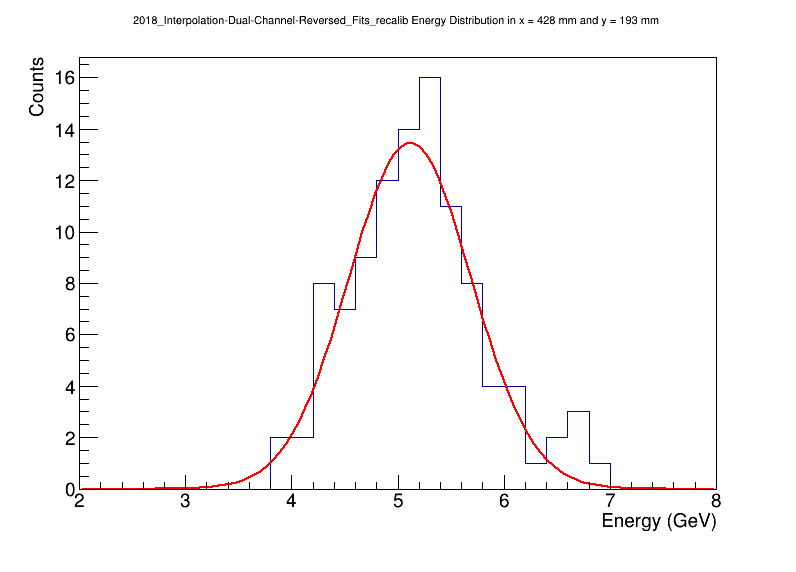 2018_Interpolation-Dual-Channel-Reversed_Fits_recalib Energy Distribution in x = 428 mm and y = 193 mm
Counts
16
14
12
10
8
6
4
2
0
2 3 4 5 6 7 8
Energy (GeV)